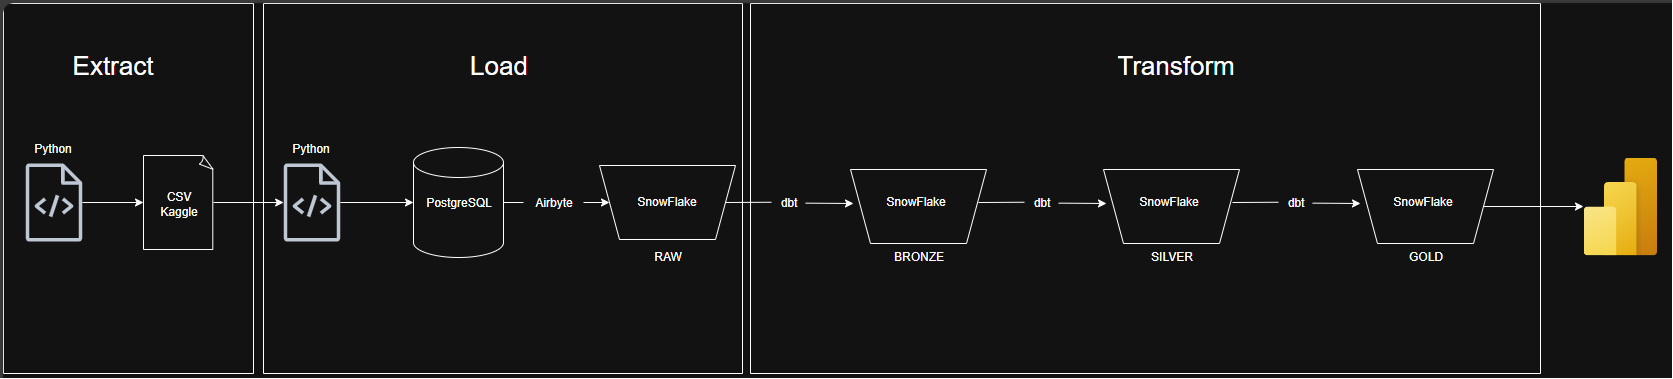 Extract
Load
Transform
Python
CSV
Kaggle
Python
PostgreSQL
Airbyte
SnowFlake
RAW
dbt
SnowFlake
BRONZE
dbt
SnowFlake
SILVER
dbt
SnowFlake
GOLD